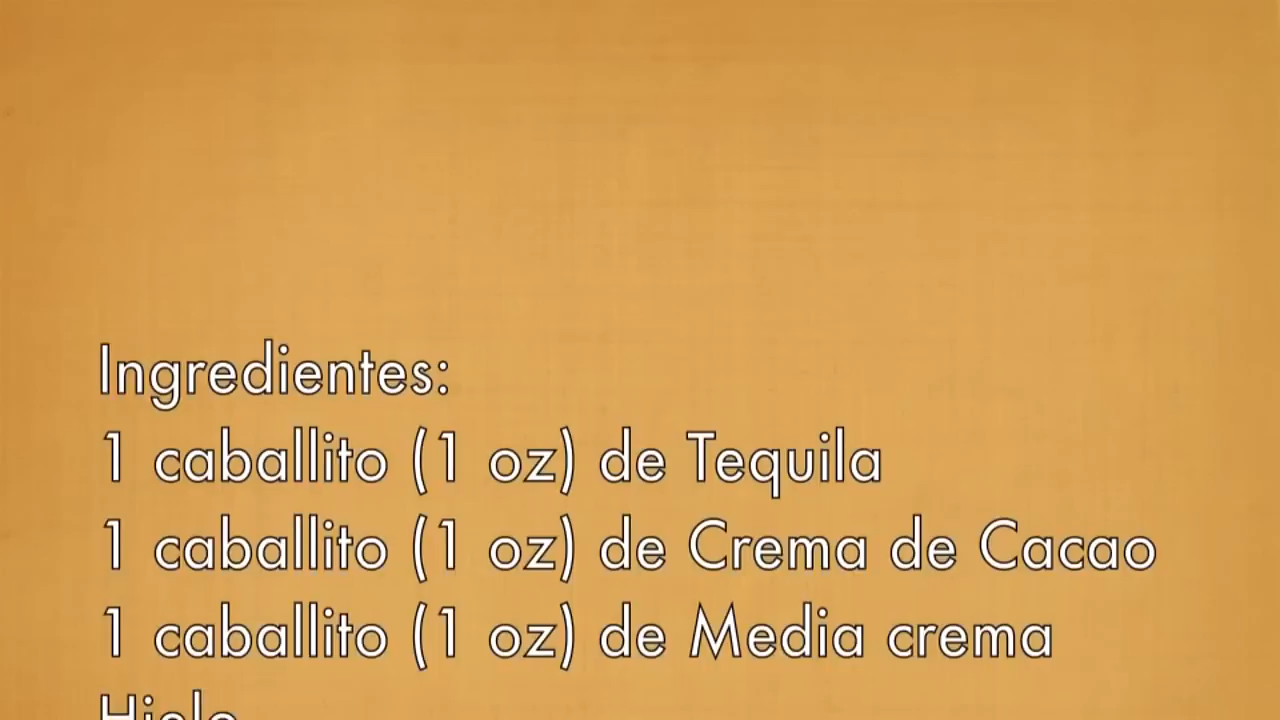 Ingredientes:
1 caballito (1 oz) de Tequila
1 caballito (1 oz) de Crema de Cacao
1 caballito (1 oz) de Media crema
Hielo